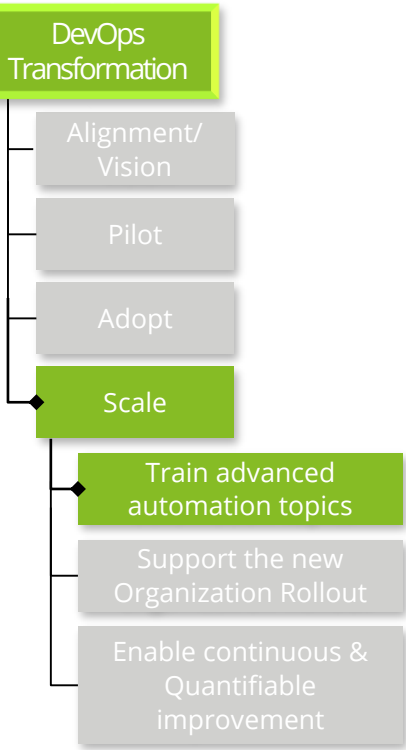 DevOps
Transformation
Alignment/
Vision
Pilot
Adopt
Scale
Train advanced
automation topics
Support the new
Organization Rollout
Enable continuous &
Quantifiable
improvement